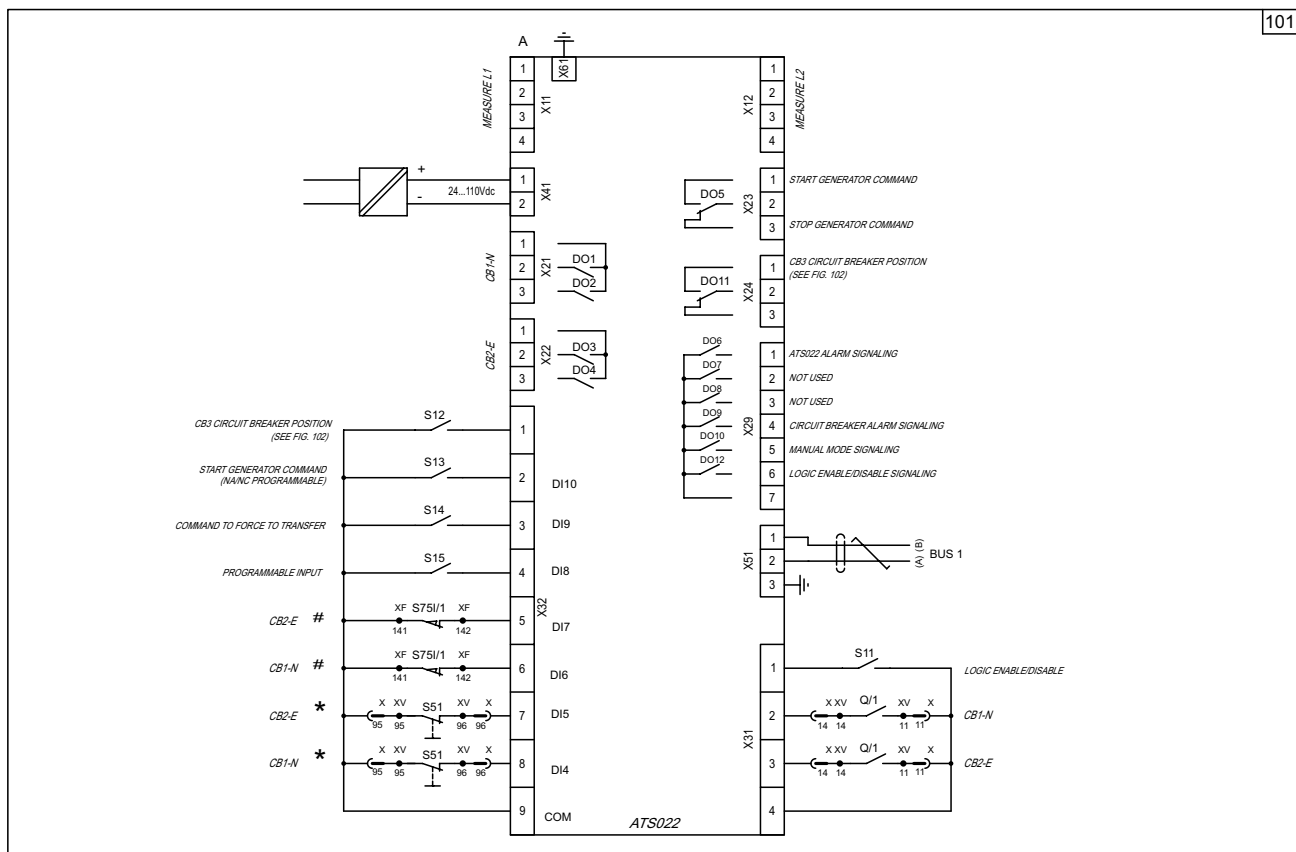 101
A
X61
MEASURE L1
1
2
3
4
X11
1
2
3
4
X12
MEASURE L2
+
-
24...110Vdc
1
2
X41
DO5
X23
1
2
3
START GENERATOR COMMAND
STOP GENERATOR COMMAND
CB1-N
1
2
3
X21
DO1
DO2
DO11
X24
1
2
3
CB3 CIRCUIT BREAKER POSITION
(SEE FIG. 102)
CB2-E
1
2
3
X22
DO3
DO4
DO6
DO7
DO8
DO9
DO10
DO12
X29
1 ATS022 ALARM SIGNALING
2 NOT USED
3 NOT USED
4 CIRCUIT BREAKER ALARM SIGNALING
5 MANUAL MODE SIGNALING
6 LOGIC ENABLE/DISABLE SIGNALING
7
CB3 CIRCUIT BREAKER POSITION
(SEE FIG. 102)
S12
1
START GENERATOR COMMAND
(NA/NC PROGRAMMABLE)
S13
2
DI10
COMMAND TO FORCE TO TRANSFER
S14
3
DI9
PROGRAMMABLE INPUT
S15
4
DI8
X32
CB2-E #
XF S75I/1 XF
141 142
5
DI7
CB1-N #
XF S75I/1 XF
141 142
6
DI6
CB2-E *
X XV S51 XV X
95 95 96 96
7
DI5
CB1-N *
X XV S51 XV X
95 95 96 96
8
DI4
9
COM
ATS022
X51
1
2
3
(A) (B)
BUS 1
X31
1
S11
LOGIC ENABLE/DISABLE
2
X XV Q/1 XV X
14 14 11 11
CB1-N
3
X XV Q/1 XV X
14 14 11 11
CB2-E
4